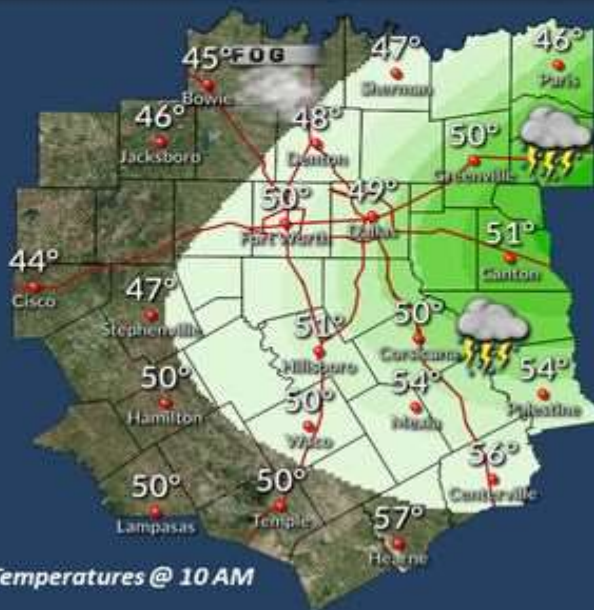 46°
47°
45° FOG
Paris
Sherman
Bowie
46°
48°
50°
Jacksboro
Denton
Greenville
50°
49°
Fort Worth
Dallas
51°
Canton
44°
Cisco
47°
Stephenville
51°
50°
Hillsboro
Corsicana
50°
54°
54°
Hamilton
Mexia
Palestine
50°
Waco
56°
50°
50°
Centerville
Lampasas
Temple
57°
Hearne
Temperatures @ 10 AM